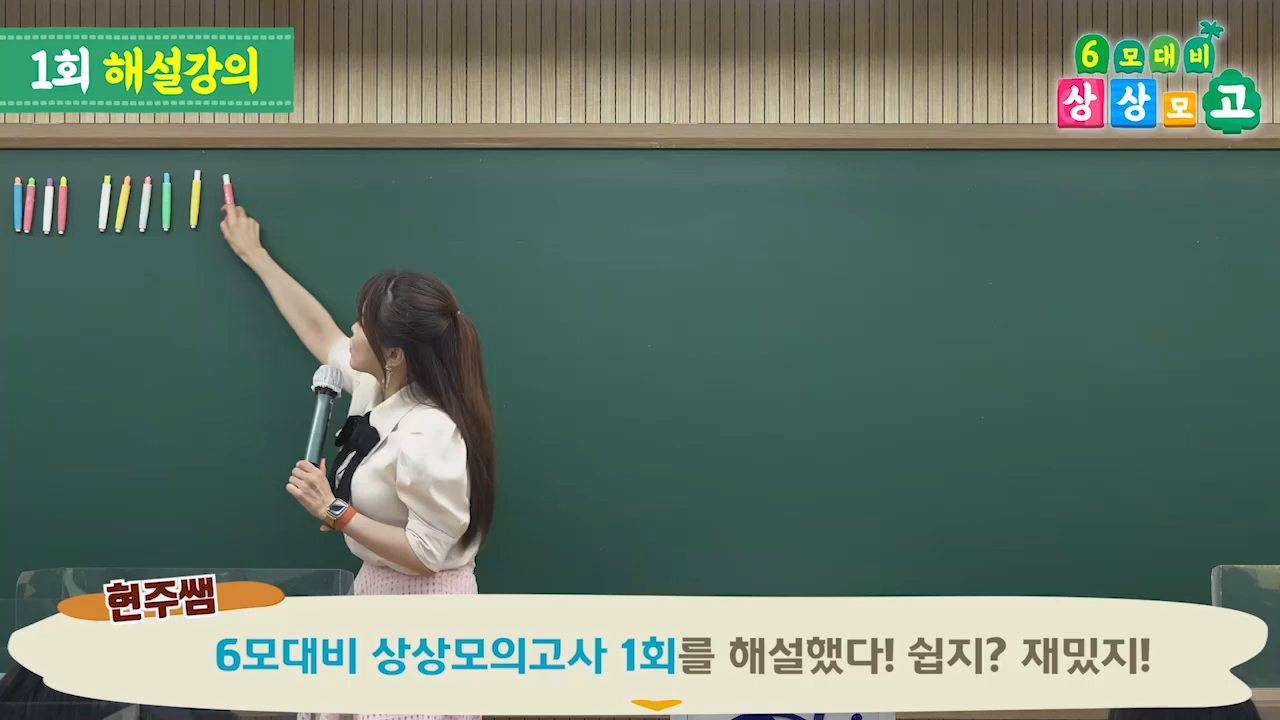 1회 해설강의
6모대비
상상모고
현주쌤
6모대비 상상모의고사 1회를 해설했다! 쉽지? 재밌지!